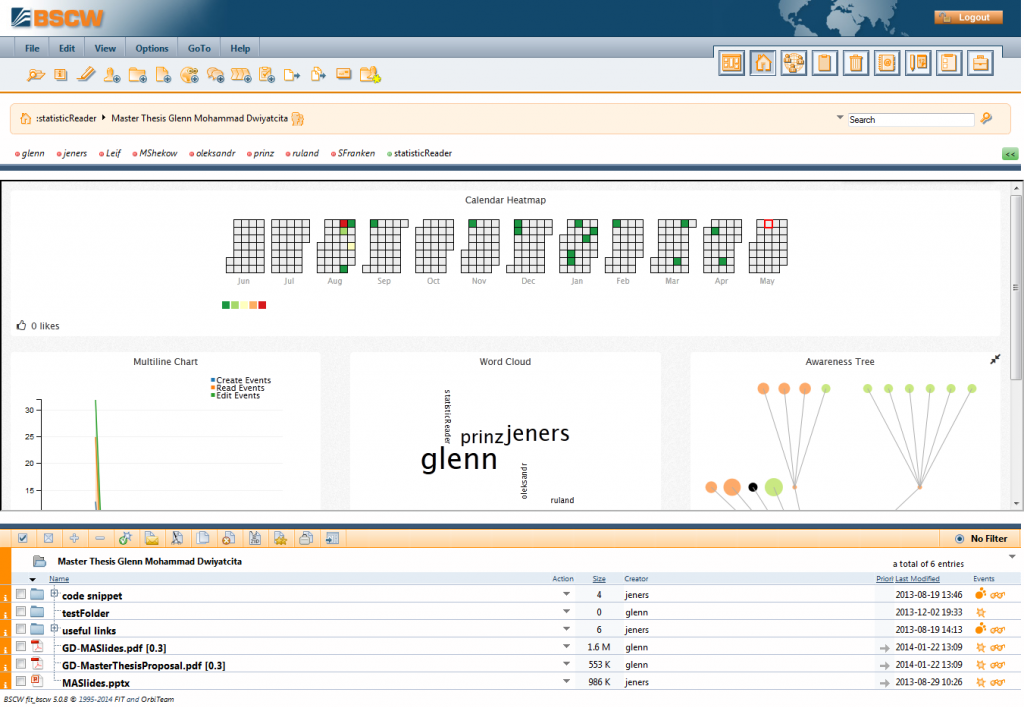 BSCW
Logout
File Edit View Options GoTo Help
:statisticReader Master Thesis Glenn Mohammad Dwiyatcita
Search
glenn jeners Leif MShekow oleksandr prinz ruland SFranken statisticReader
<<
Calendar Heatmap
Jun Jul Aug Sep Oct Nov Dec Jan Feb Mar Apr May
0 likes
Multiline Chart
Create Events
Read Events
Edit Events
30
25
20
15
Word Cloud
statisticReader
prinz
jeners
glenn
oleksandr
ruland
Awareness Tree
No Filter
Master Thesis Glenn Mohammad Dwiyatcita
a total of 6 entries
Name Action Size Creator Priori Last Modified Events
code snippet 4 jeners 2013-08-19 13:46
testFolder 0 glenn 2013-12-02 19:33
useful links 6 jeners 2013-08-19 14:13
GD-MASlides.pdf [0.3] 1.6 M glenn 2014-01-22 13:09
GD-MasterThesisProposal.pdf [0.3] 553 K glenn 2014-01-22 13:09
MASlides.pptx 986 K jeners 2013-08-29 10:26
BSCW fit_bscw 5.0.8 © 1995-2014 FIT and OrbiTeam